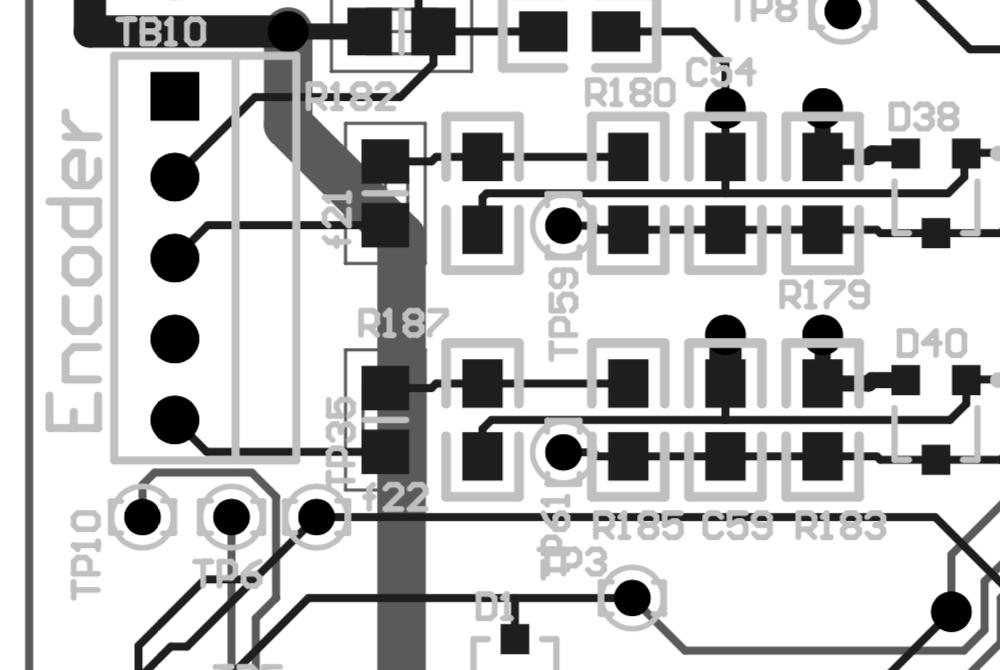 TP8
TB10
C54
R182
R180
D38
Encoder
f21
TP59
R179
R187
D40
TP35
f22
TP61
R185 C59 R183
TP10
TP3
TP6
D1